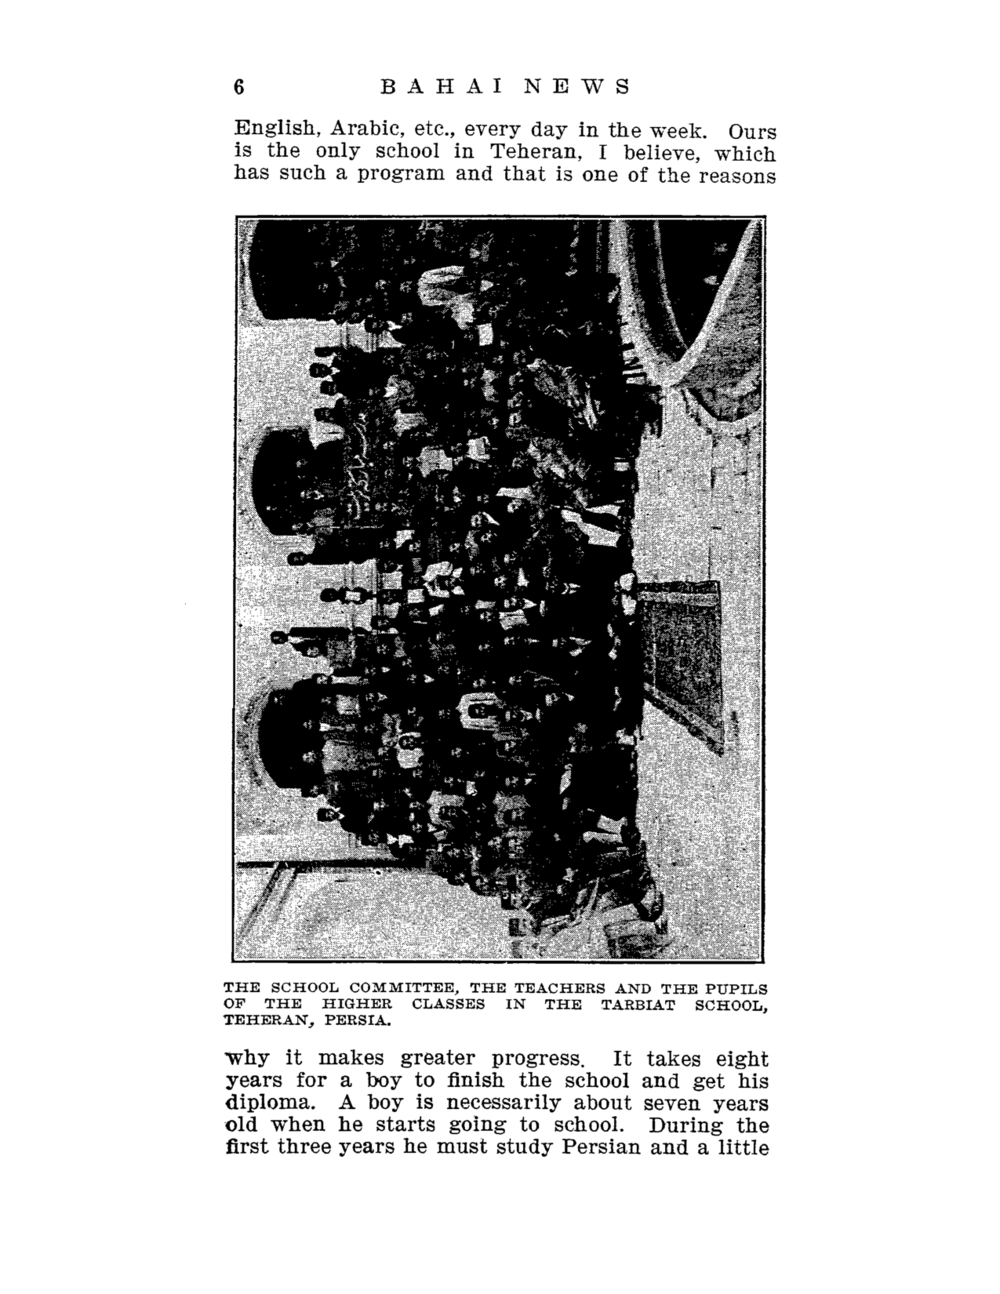 6 BAHAI NEWS
English, Arabic, etc., every day in the week. Ours
is the only school in Teheran, I believe, which
has such a program and that is one of the reasons
THE SCHOOL COMMITTEE, THE TEACHERS AND THE PUPILS
OF THE HIGHER CLASSES IN THE TARBIAT SCHOOL,
TEHERAN, PERSIA.
why it makes greater progress. It takes eight
years for a boy to finish the school and get his
diploma. A boy is necessarily about seven years
old when he starts going to school. During the
first three years he must study Persian and a little